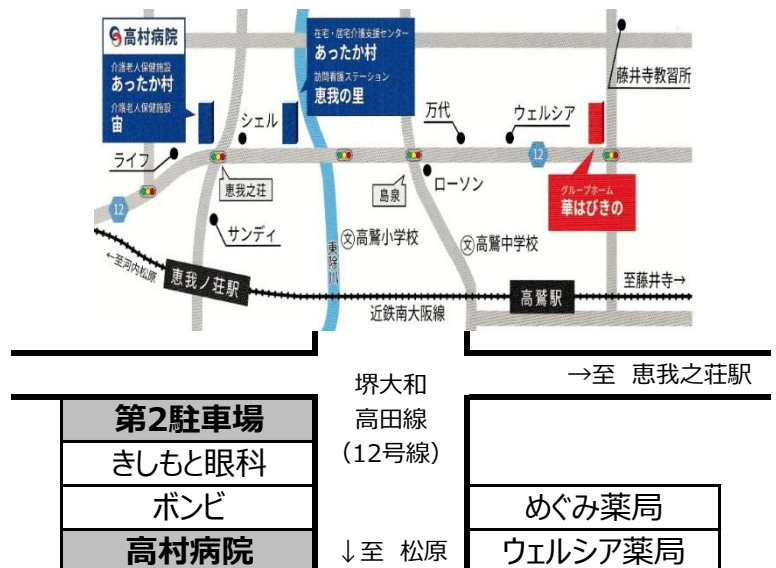 高村病院
介護老人保健施設
あったか村
介護老人保健施設
宙
在宅・居宅介護支援センター
あったか村
訪問看護ステーション
恵我の里
藤井寺教習所
シェル
万代
ウェルシア
ライフ
12
12
恵我之荘
島泉
ローソン
グループホーム
華はびきの
サンディ
文高鷲小学校
文高鷲中学校
東除川
←至河内松原
恵我ノ荘駅
高鷲駅
至藤井寺→
近鉄南大阪線
→至 恵我之荘駅
堺大和
高田線
（12号線）
第2駐車場
きしもと眼科
ボンビ
高村病院
めぐみ薬局
ウェルシア薬局
↓至 松原